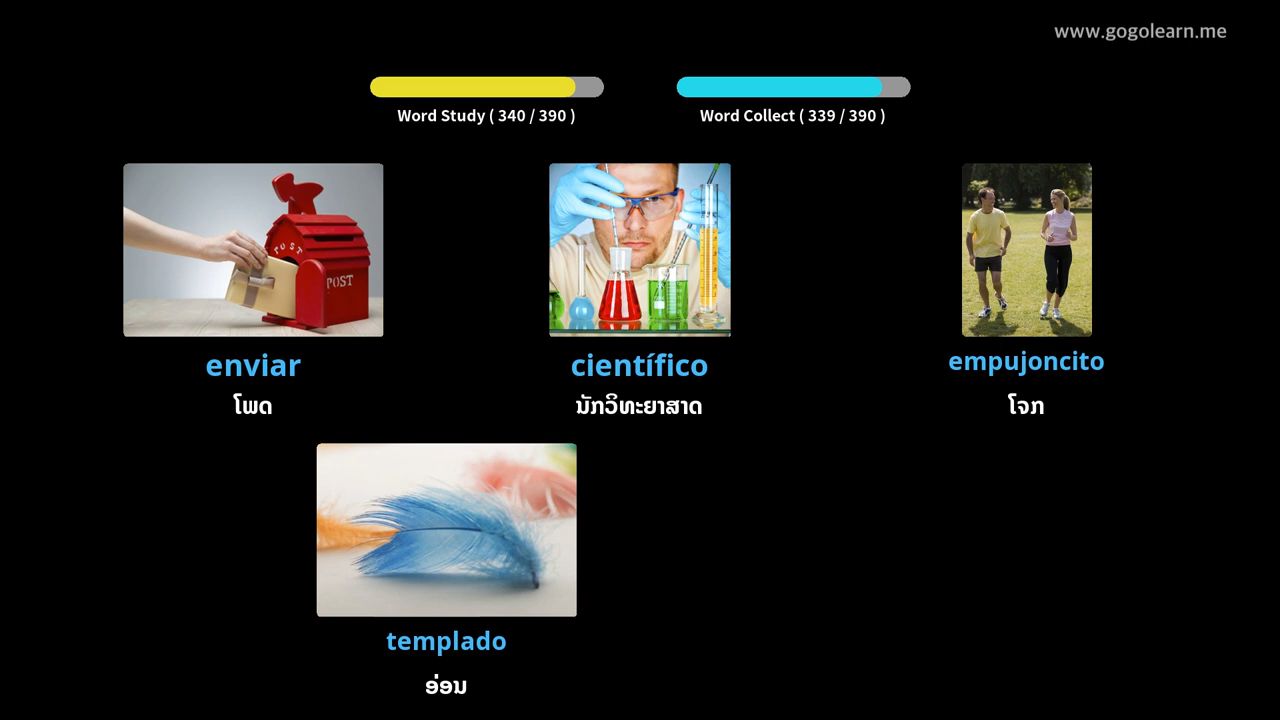 www.gogolearn.me
Word Study ( 340 / 390 )
Word Collect ( 339 / 390 )
POST
POST
enviar
científico
empujoncito
ໂພດ
ນັກວິທະຍາສາດ
ໂຈກ
templado
ອ່ອນ